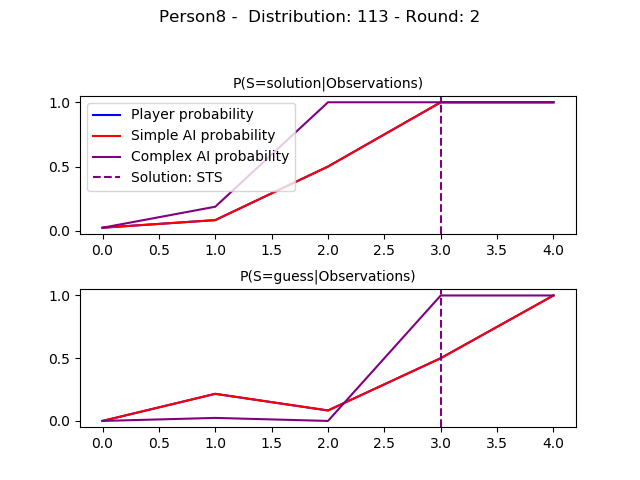 Person8 -  Distribution: 113 - Round: 2
P(S=solution|Observations)
1.0
0.5
0.0
Player probability
Simple AI probability
Complex AI probability
Solution: STS
0.0 0.5 1.0 1.5 2.0 2.5 3.0 3.5 4.0
P(S=guess|Observations)
1.0
0.5
0.0
0.0 0.5 1.0 1.5 2.0 2.5 3.0 3.5 4.0